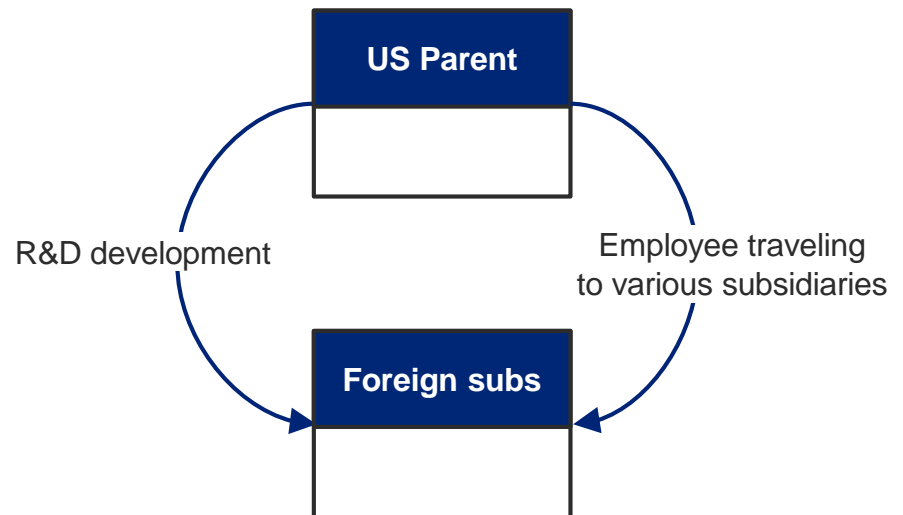 US Parent
R&D development
Employee traveling
to various subsidiaries
Foreign subs